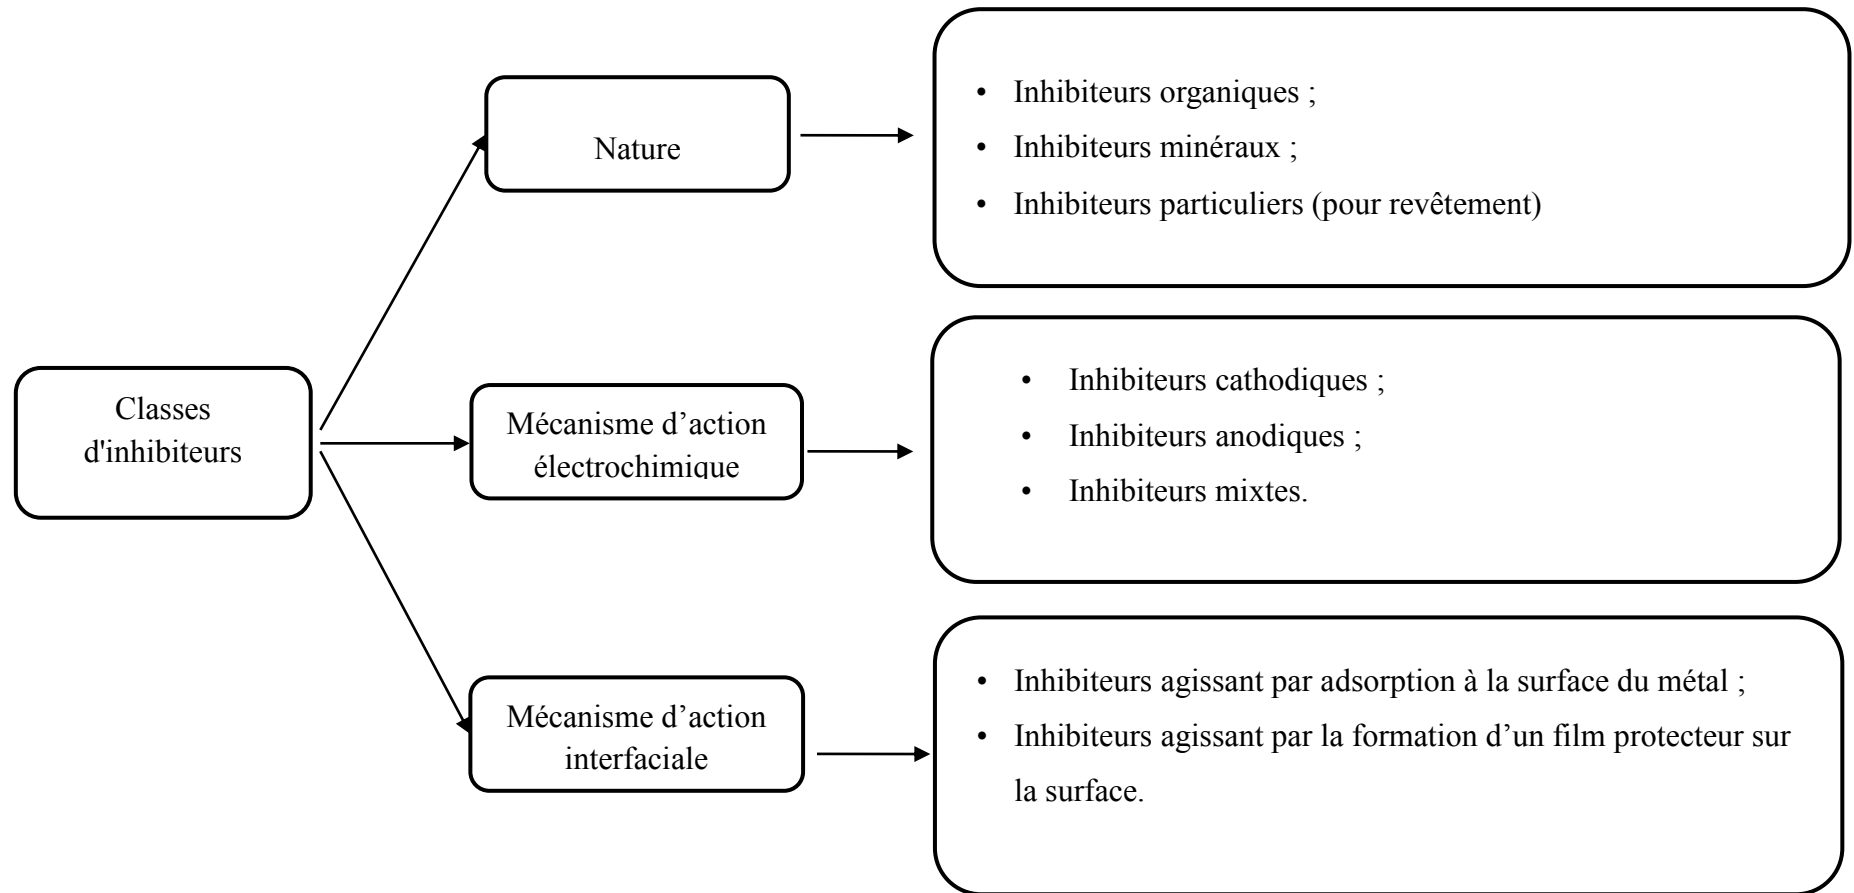 Classes
d'inhibiteurs
Nature
• Inhibiteurs organiques ;
• Inhibiteurs minéraux ;
• Inhibiteurs particuliers (pour revêtement)
Mécanisme d’action
électrochimique
• Inhibiteurs cathodiques ;
• Inhibiteurs anodiques ;
• Inhibiteurs mixtes.
Mécanisme d’action
interfaciale
• Inhibiteurs agissant par adsorption à la surface du métal ;
• Inhibiteurs agissant par la formation d’un film protecteur sur
la surface.